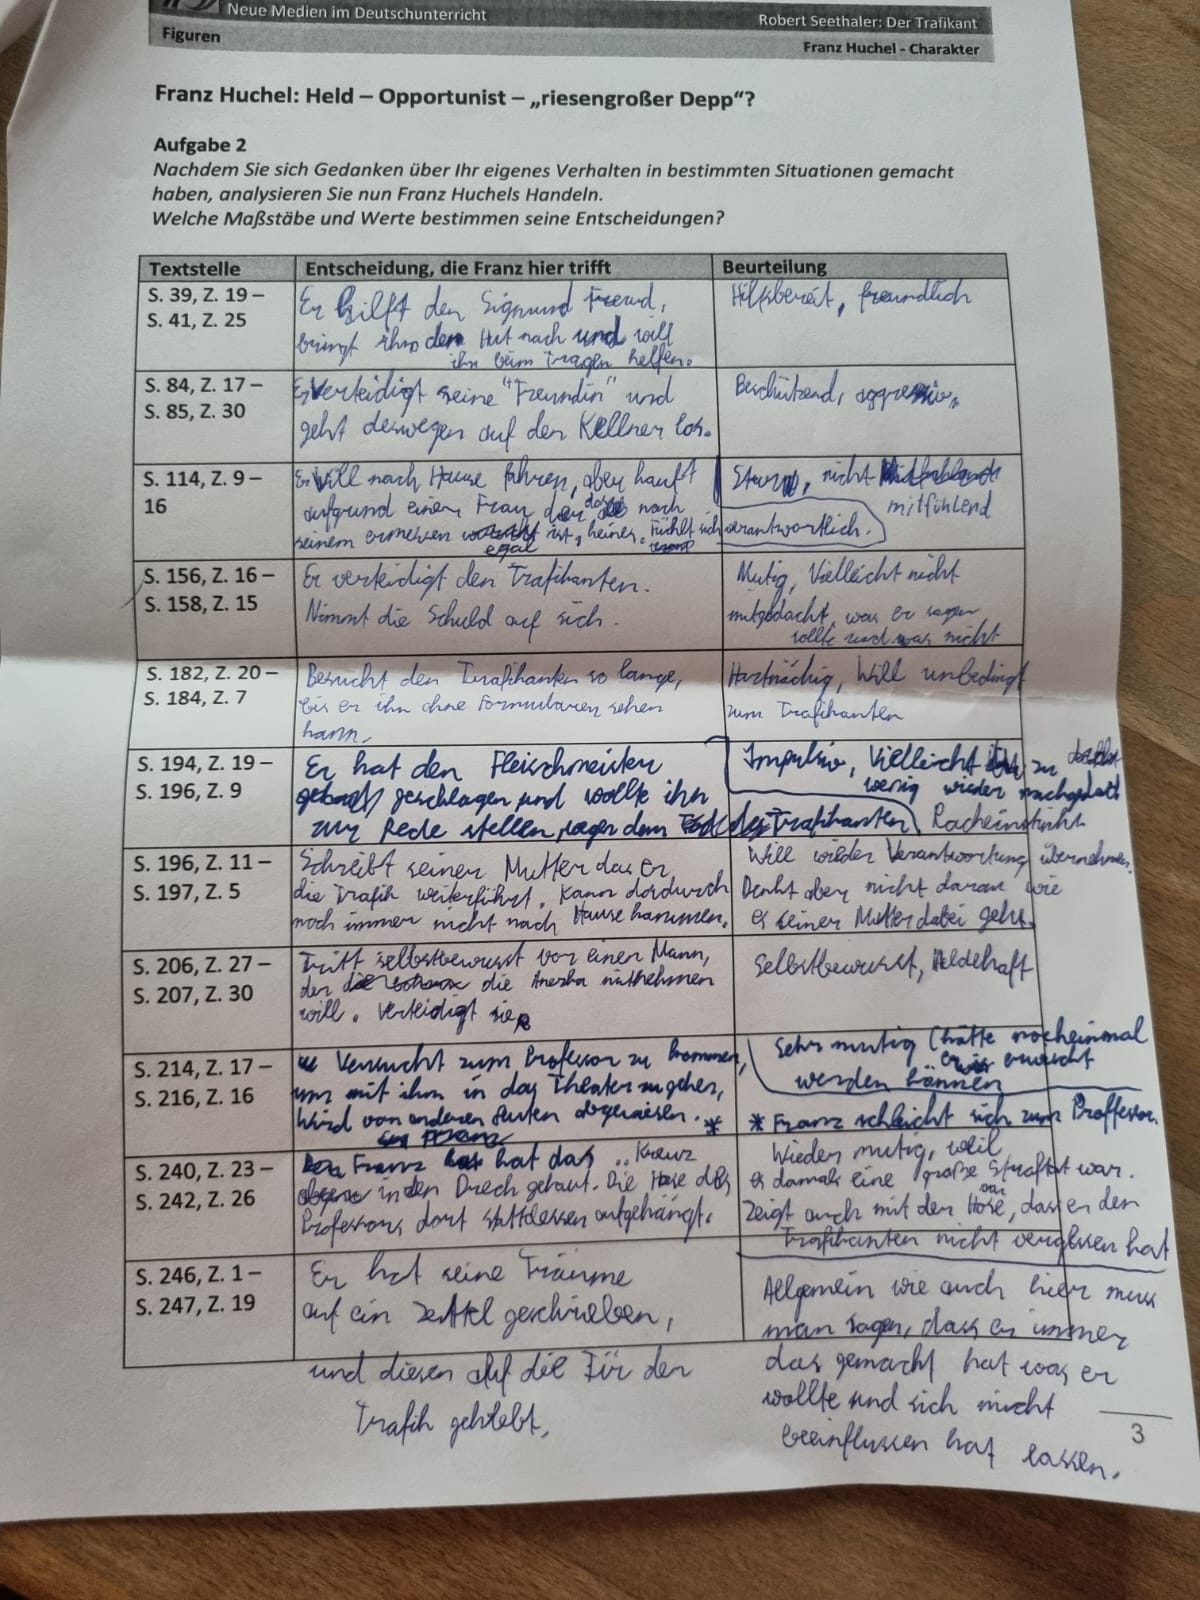 Neue Medien im Deutschunterricht
Robert Seethaler: Der Trafikant
Figuren
Franz Huchel - Charakter
Franz Huchel: Held – Opportunist – „riesengroßer Depp“?
Aufgabe 2
Nachdem Sie sich Gedanken über Ihr eigenes Verhalten in bestimmten Situationen gemacht
haben, analysieren Sie nun Franz Huchels Handeln.
Welche Maßstäbe und Werte bestimmen seine Entscheidungen?
Textstelle
Entscheidung, die Franz hier trifft
Beurteilung
S. 39, Z. 19 –
S. 41, Z. 25
Er hilft den Sigmund Freud,
bringt ihm den Hut nach und will
ihn beim Tragen helfen.
Hilfsbereit, freundlich
S. 84, Z. 17 –
S. 85, Z. 30
Er verteidigt seine "Freundin" und
geht deswegen auf den Kellner los.
Beschützend, aggressiv.
S. 114, Z. 9 –
16
Er will nach Hause fahren, aber kauft
aufgrund einer Frau der das nach
seinem ermessen egal ist, keines. Fühlt sich
verantwortlich.
Stur, nicht
mitfühlend
S. 156, Z. 16 –
S. 158, Z. 15
Er verteidigt den Trafikanten.
Nimmt die Schuld auf sich.
Mutig, Vielleicht nicht
mitgedacht, was er sagen
sollte und was nicht
S. 182, Z. 20 –
S. 184, Z. 7
Besucht den Trafikanten so lange,
bis er ihn ohne Formularen sehen
kann.
Hartnäckig, Will unbedingt
zum Trafikanten
S. 194, Z. 19 –
S. 196, Z. 9
Er hat den Fleischmeister
geschlagen und wollte ihn
zur Rede stellen wegen dem Tod des Trafikanten
Impulsiv, Vielleicht zu
wenig wieder nachgedacht
Racheinstinkt
S. 196, Z. 11 –
S. 197, Z. 5
Schreibt seiner Mutter das er
die Trafik weiterführt. Kann dadurch
noch immer nicht nach Hause kommen.
Will wieder Verantwortung übernehmen.
Denkt aber nicht daran wie
es seiner Mutter dabei geht.
S. 206, Z. 27 –
S. 207, Z. 30
Tritt selbstbewusst vor einen Mann,
der die Anezka mitnehmen
will. Verteidigt sie
Selbstbewusst, Heldehaft
S. 214, Z. 17 –
S. 216, Z. 16
Versucht zum Professor zu kommen,
um mit ihm in das Theater zu gehen,
Wird von anderen Leuten abgewiesen. *
Sehr mutig (hätte nocheinmal
erwischt
werden können
* Franz schleicht sich zum Proffessor.
S. 240, Z. 23 –
S. 242, Z. 26
Franz hat das Kreuz
in den Dreck gehaut. Die Hose des
Professors dort stattdessen aufgehängt.
Wieder mutig, weil
es damals eine große Straftat war.
Zeigt auch mit der Hose, dass er den
Trafikanten nicht vergessen hat
S. 246, Z. 1 –
S. 247, Z. 19
Er hat seine Träume
auf ein Zettel geschrieben,
und diesen auf die Tür der
Trafik geklebt.
Allgemein wie auch hier muss
man sagen, dass er immer
das gemacht hat was er
wollte und sich nicht
beeinflussen hat lassen.
3